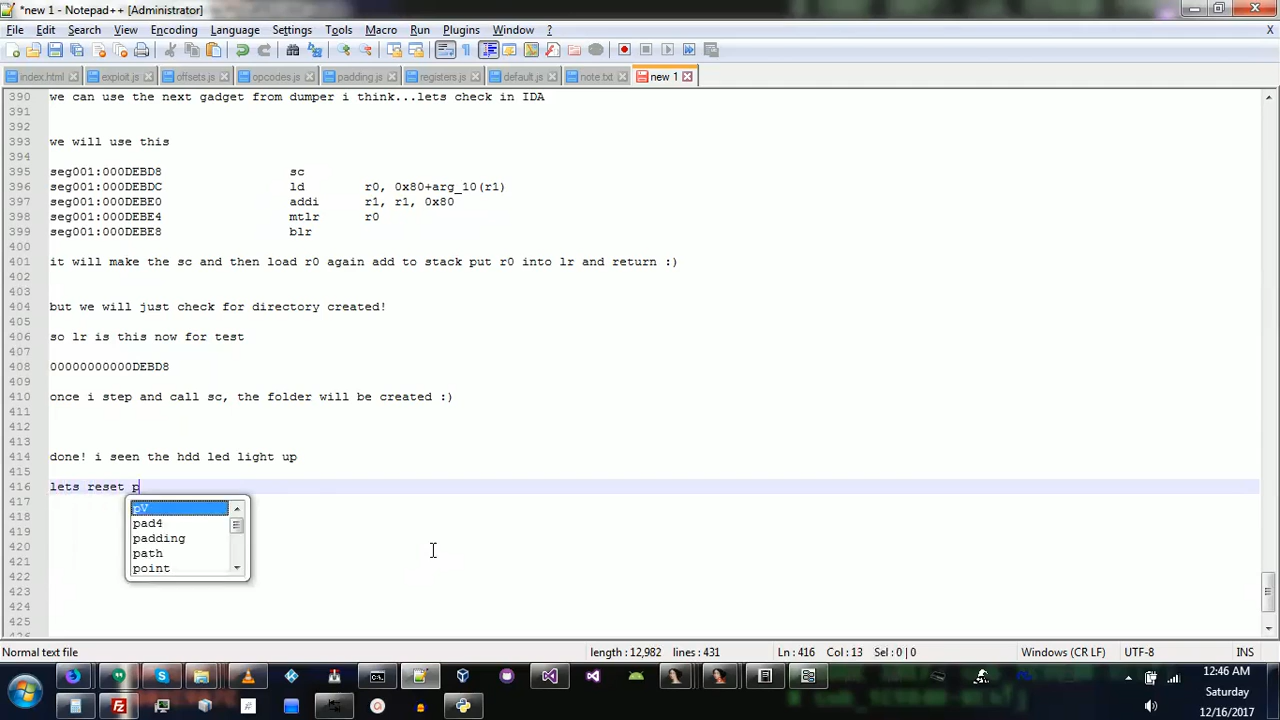 *new 1 - Notepad++ [Administrator]
File Edit Search View Encoding Language Settings Tools Macro Run Plugins Window ? X
index.html exploit.js offsets.js opcodes.js padding.js registers.js default.js note.txt new 1
390 we can use the next gadget from dumper i think...lets check in IDA
391
392
393 we will use this
394
395 seg001:000DEBD8 sc
396 seg001:000DEBDC ld r0, 0x80+arg_10(r1)
397 seg001:000DEBE0 addi r1, r1, 0x80
398 seg001:000DEBE4 mtlr r0
399 seg001:000DEBE8 blr
400
401 it will make the sc and then load r0 again add to stack put r0 into lr and return :)
402
403
404 but we will just check for directory created!
405
406 so lr is this now for test
407
408 00000000000DEBD8
409
410 once i step and call sc, the folder will be created :)
411
412
413
414 done! i seen the hdd led light up
415
416 lets reset p
417 pV
418 pad4
419 padding
420 path
421 point
422
423
424
425
426
Normal text file length : 12,982 lines : 431 Ln : 416 Col : 13 Sel : 0 | 0 Windows (CR LF) UTF-8 INS
12:46 AM
Saturday
12/16/2017